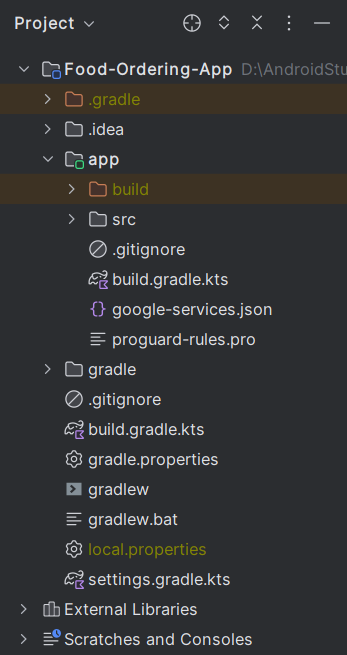 Project
Food-Ordering-App D:\AndroidStu
.gradle
.idea
app
build
src
.gitignore
build.gradle.kts
google-services.json
proguard-rules.pro
gradle
.gitignore
build.gradle.kts
gradle.properties
gradlew
gradlew.bat
local.properties
settings.gradle.kts
External Libraries
Scratches and Consoles